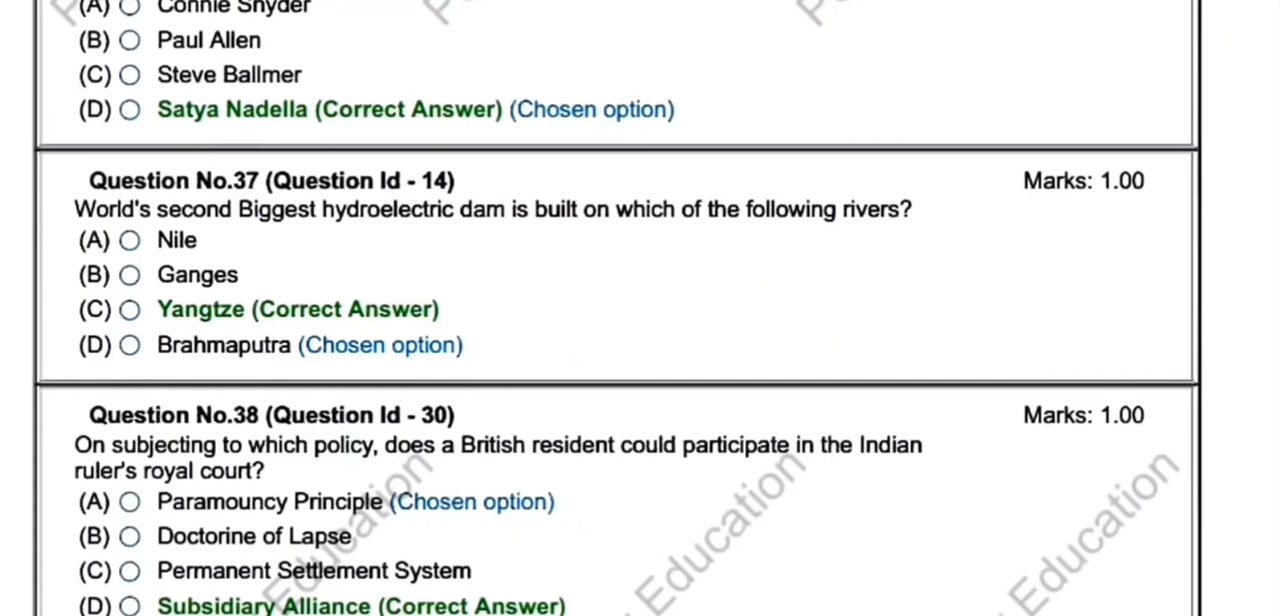 (A) Connie Snyder
(B) Paul Allen
(C) Steve Ballmer
(D) Satya Nadella (Correct Answer) (Chosen option)
Question No.37 (Question Id - 14) Marks: 1.00
World's second Biggest hydroelectric dam is built on which of the following rivers?
(A) Nile
(B) Ganges
(C) Yangtze (Correct Answer)
(D) Brahmaputra (Chosen option)
Question No.38 (Question Id - 30) Marks: 1.00
On subjecting to which policy, does a British resident could participate in the Indian
ruler's royal court?
(A) Paramouncy Principle (Chosen option)
(B) Doctorine of Lapse
(C) Permanent Settlement System
(D) Subsidiary Alliance (Correct Answer)
Education
Education
Education